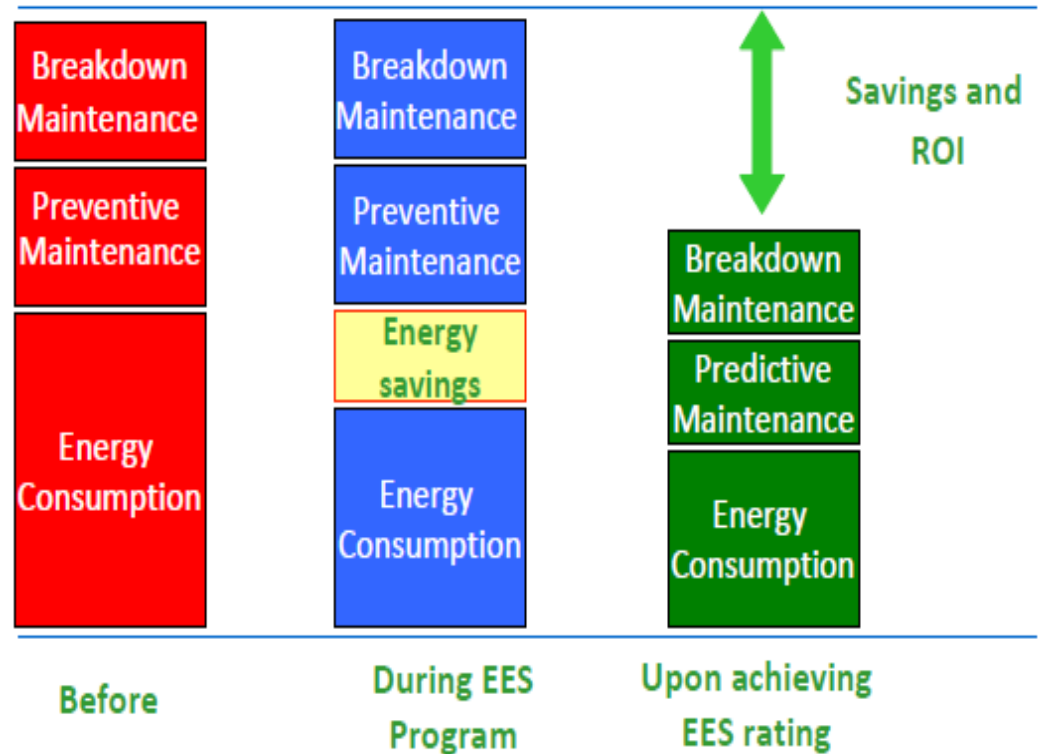 Breakdown
Maintenance
Preventive
Maintenance
Energy
Consumption
Breakdown
Maintenance
Preventive
Maintenance
Energy
savings
Energy
Consumption
Savings and
ROI
Breakdown
Maintenance
Predictive
Maintenance
Energy
Consumption
Before
During EES
Program
Upon achieving
EES rating